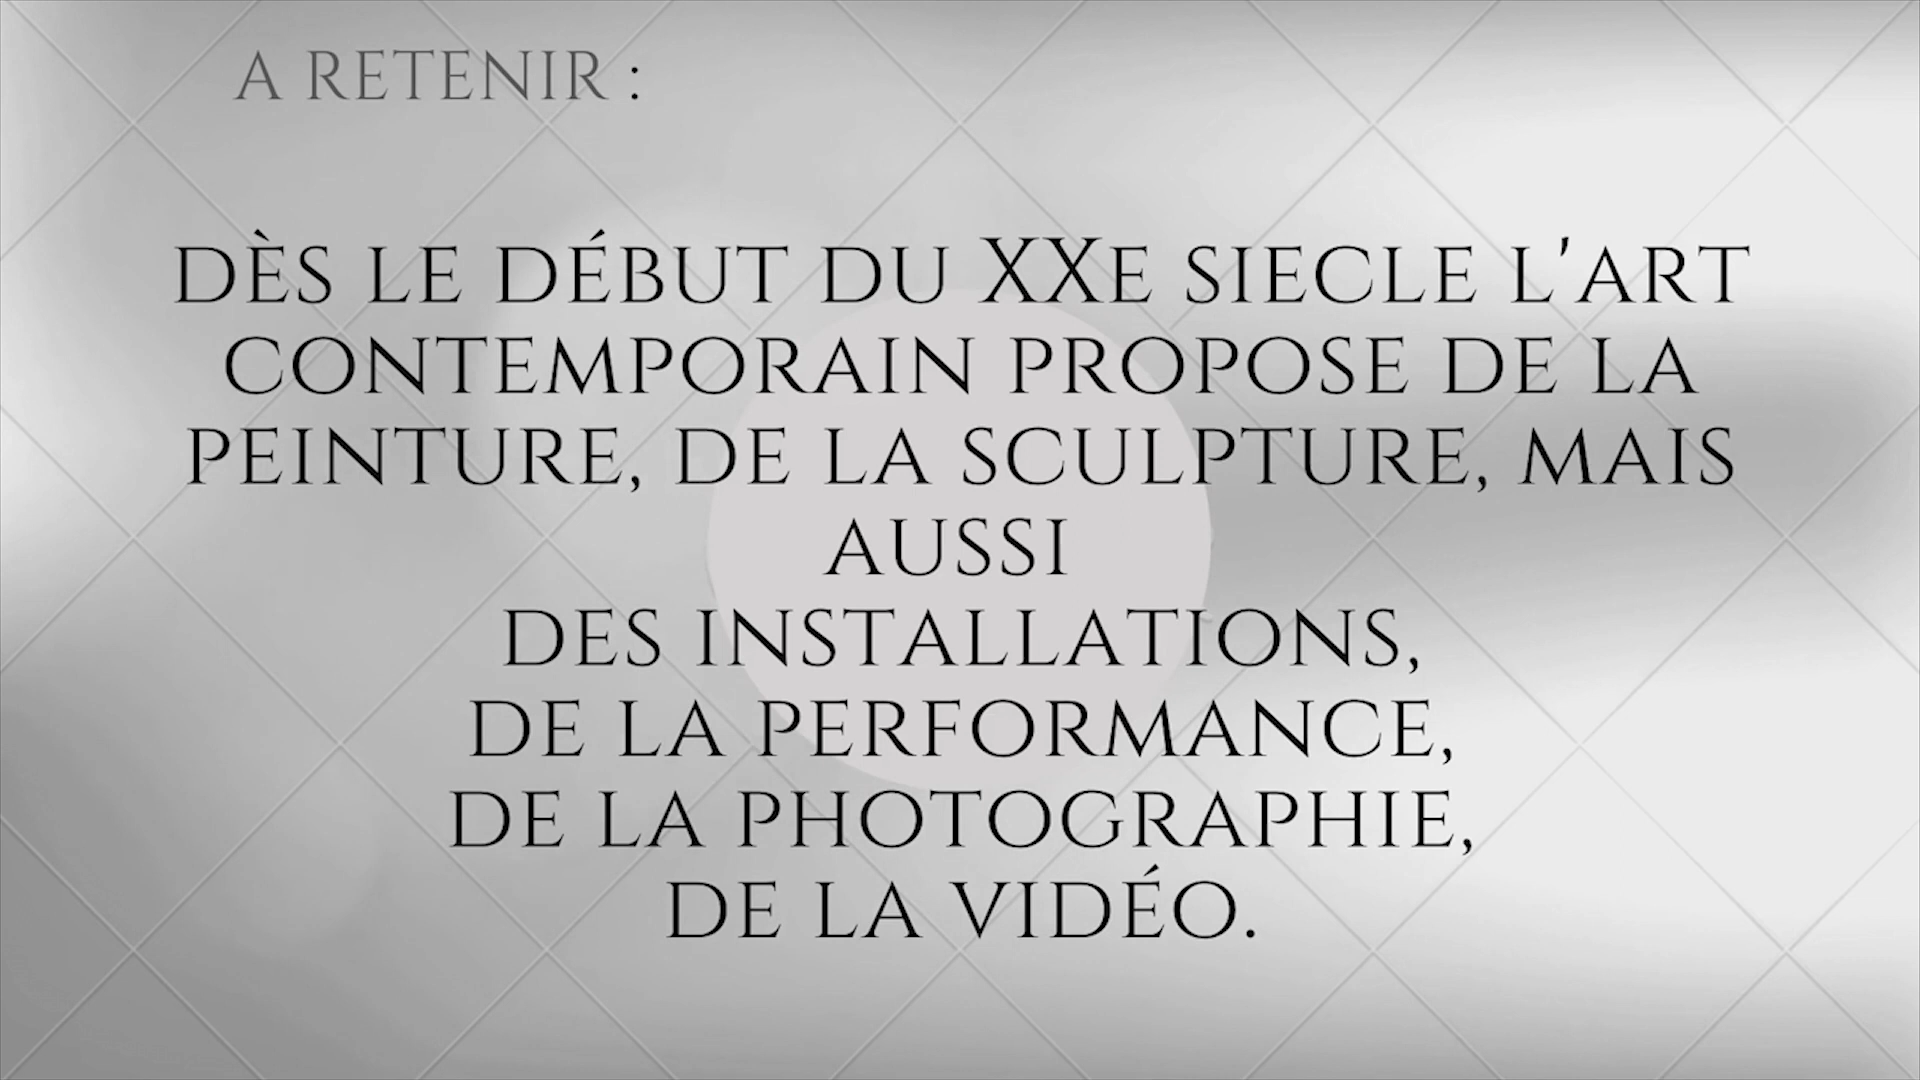 A RETENIR :
DÈS LE DÉBUT DU XXE SIECLE L'ART
CONTEMPORAIN PROPOSE DE LA
PEINTURE, DE LA SCULPTURE, MAIS
AUSSI
DES INSTALLATIONS,
DE LA PERFORMANCE,
DE LA PHOTOGRAPHIE,
DE LA VIDÉO.